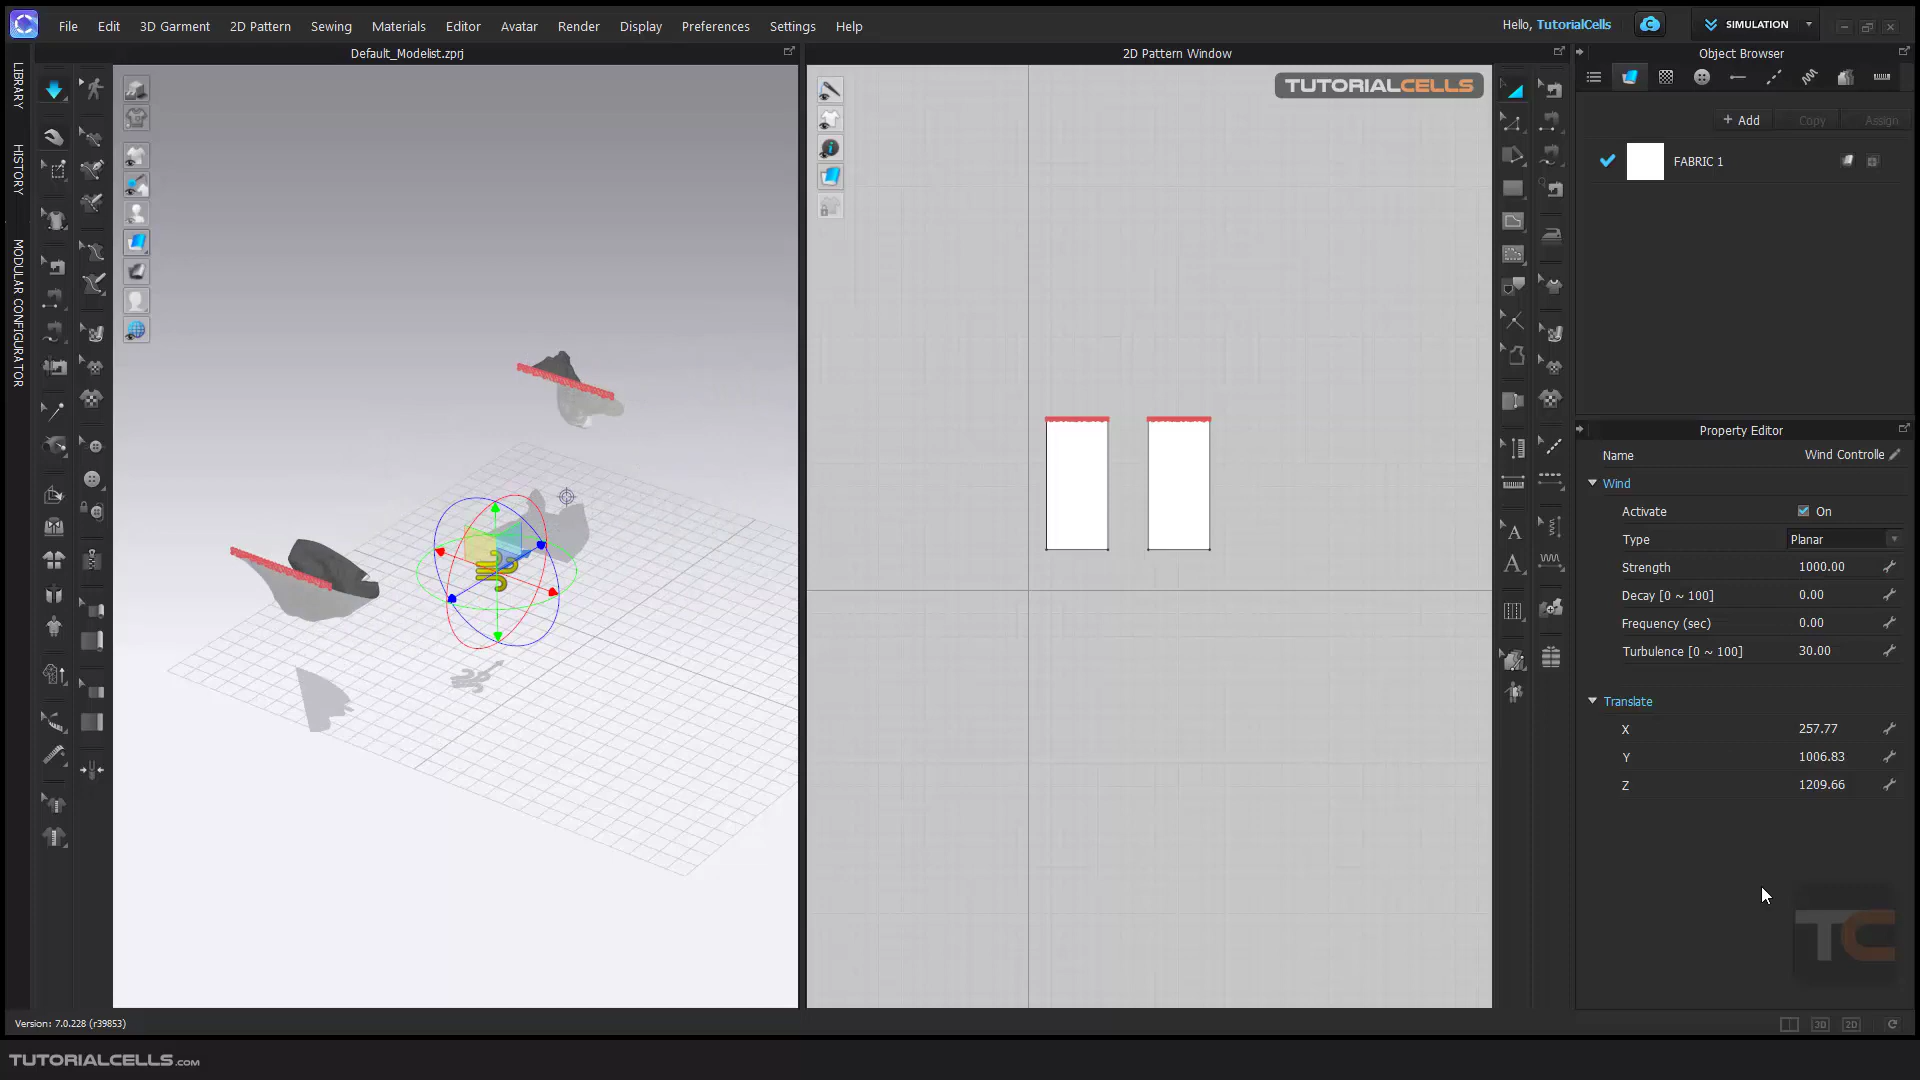 File Edit 3D Garment 2D Pattern Sewing Materials Editor Avatar Render Display Preferences Settings Help
Hello, TutorialCells
SIMULATION
Default_Modelist.zprj
2D Pattern Window
Object Browser
LIBRARY
HISTORY
MODULAR CONFIGURATOR
TUTORIALCELLS
+ Add
Copy
Assign
FABRIC 1
Property Editor
Name Wind Controlle
Wind
Activate On
Type Planar
Strength 1000.00
Decay [0 ~ 100] 0.00
Frequency (sec) 0.00
Turbulence [0 ~ 100] 30.00
Translate
X 257.77
Y 1006.83
Z 1209.66
TC
Version: 7.0.228 (r39853)
3D 2D
TUTORIALCELLS.COM